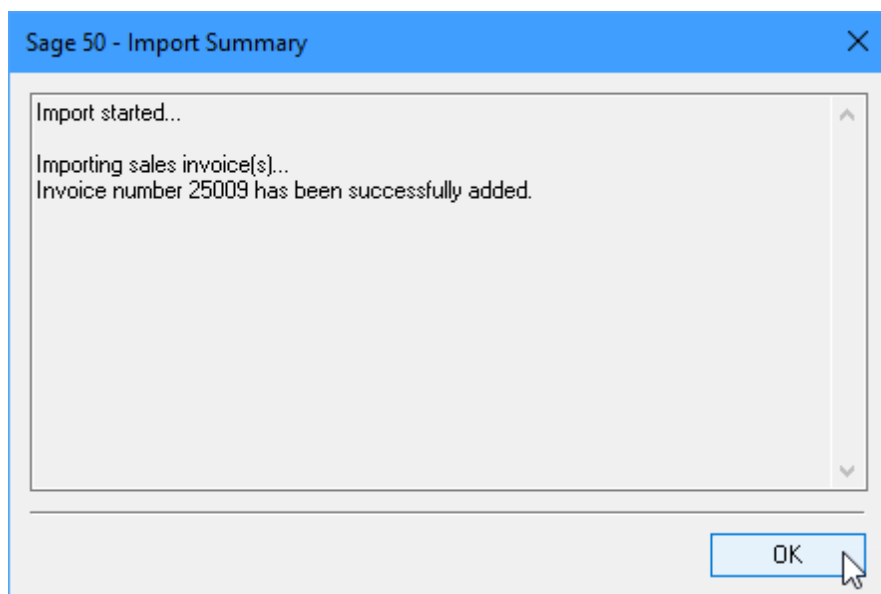 Sage 50 - Import Summary
Import started...
Importing sales invoice(s)...
Invoice number 25009 has been successfully added.
OK